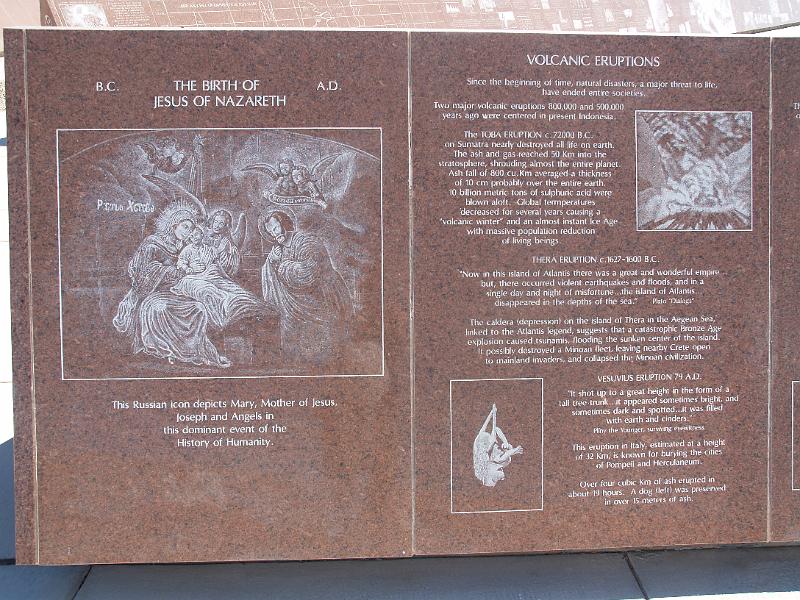 B.C. THE BIRTH OF A.D.
JESUS OF NAZARETH
This Russian icon depicts Mary, Mother of Jesus,
Joseph and Angels in
this dominant event of the
History of Humanity.
VOLCANIC ERUPTIONS
Since the beginning of time, natural disasters, a major threat to life,
have ended entire societies.
Two major volcanic eruptions 800,000 and 500,000
years ago were centered in present Indonesia.
The TOBA ERUPTION c.72000 B.C.
on Sumatra nearly destroyed all life on earth.
The ash and gas reached 50 Km into the
stratosphere, shrouding almost the entire planet.
Ash fall of 800 cu. Km averaged a thickness
of 10 cm probably over the entire earth.
10 billion metric tons of sulphuric acid were
blown aloft. Global termperatures
decreased for several years causing a
"volcanic winter" and an almost instant Ice Age
with massive population reduction
of living beings.
THERA ERUPTION c.1627-1600 B.C.
"Now in this island of Atlantis there was a great and wonderful empire
but, there occurred violent earthquakes and floods, and in a
single day and night of misfortune...the island of Atlantis...
disappeared in the depths of the sea." Plato "Dialogs"
The caldera (depression) on the island of Thera in the Aegean Sea,
linked to the Atlantis legend, suggests that a catastrophic Bronze Age
explosion caused tsunamis, flooding the sunken center of the island.
It possibly destroyed a Minoan fleet, leaving nearby Crete open
to mainland invaders, and collapsed the Minoan civilization.
VESUVIUS ERUPTION 79 A.D.
"It shot up to a great height in the form of a
tall tree trunk...it appeared sometimes bright, and
sometimes dark and spotted...it was filled
with earth and cinders."
Pliny the Younger, surviving eyewitness
This eruption in Italy, estimated at a height
of 32 Km, is known for burying the cities
of Pompeii and Herculaneum.
Over four cubic Km of ash erupted in
about 19 hours. A dog (left) was preserved
in over 15 meters of ash.